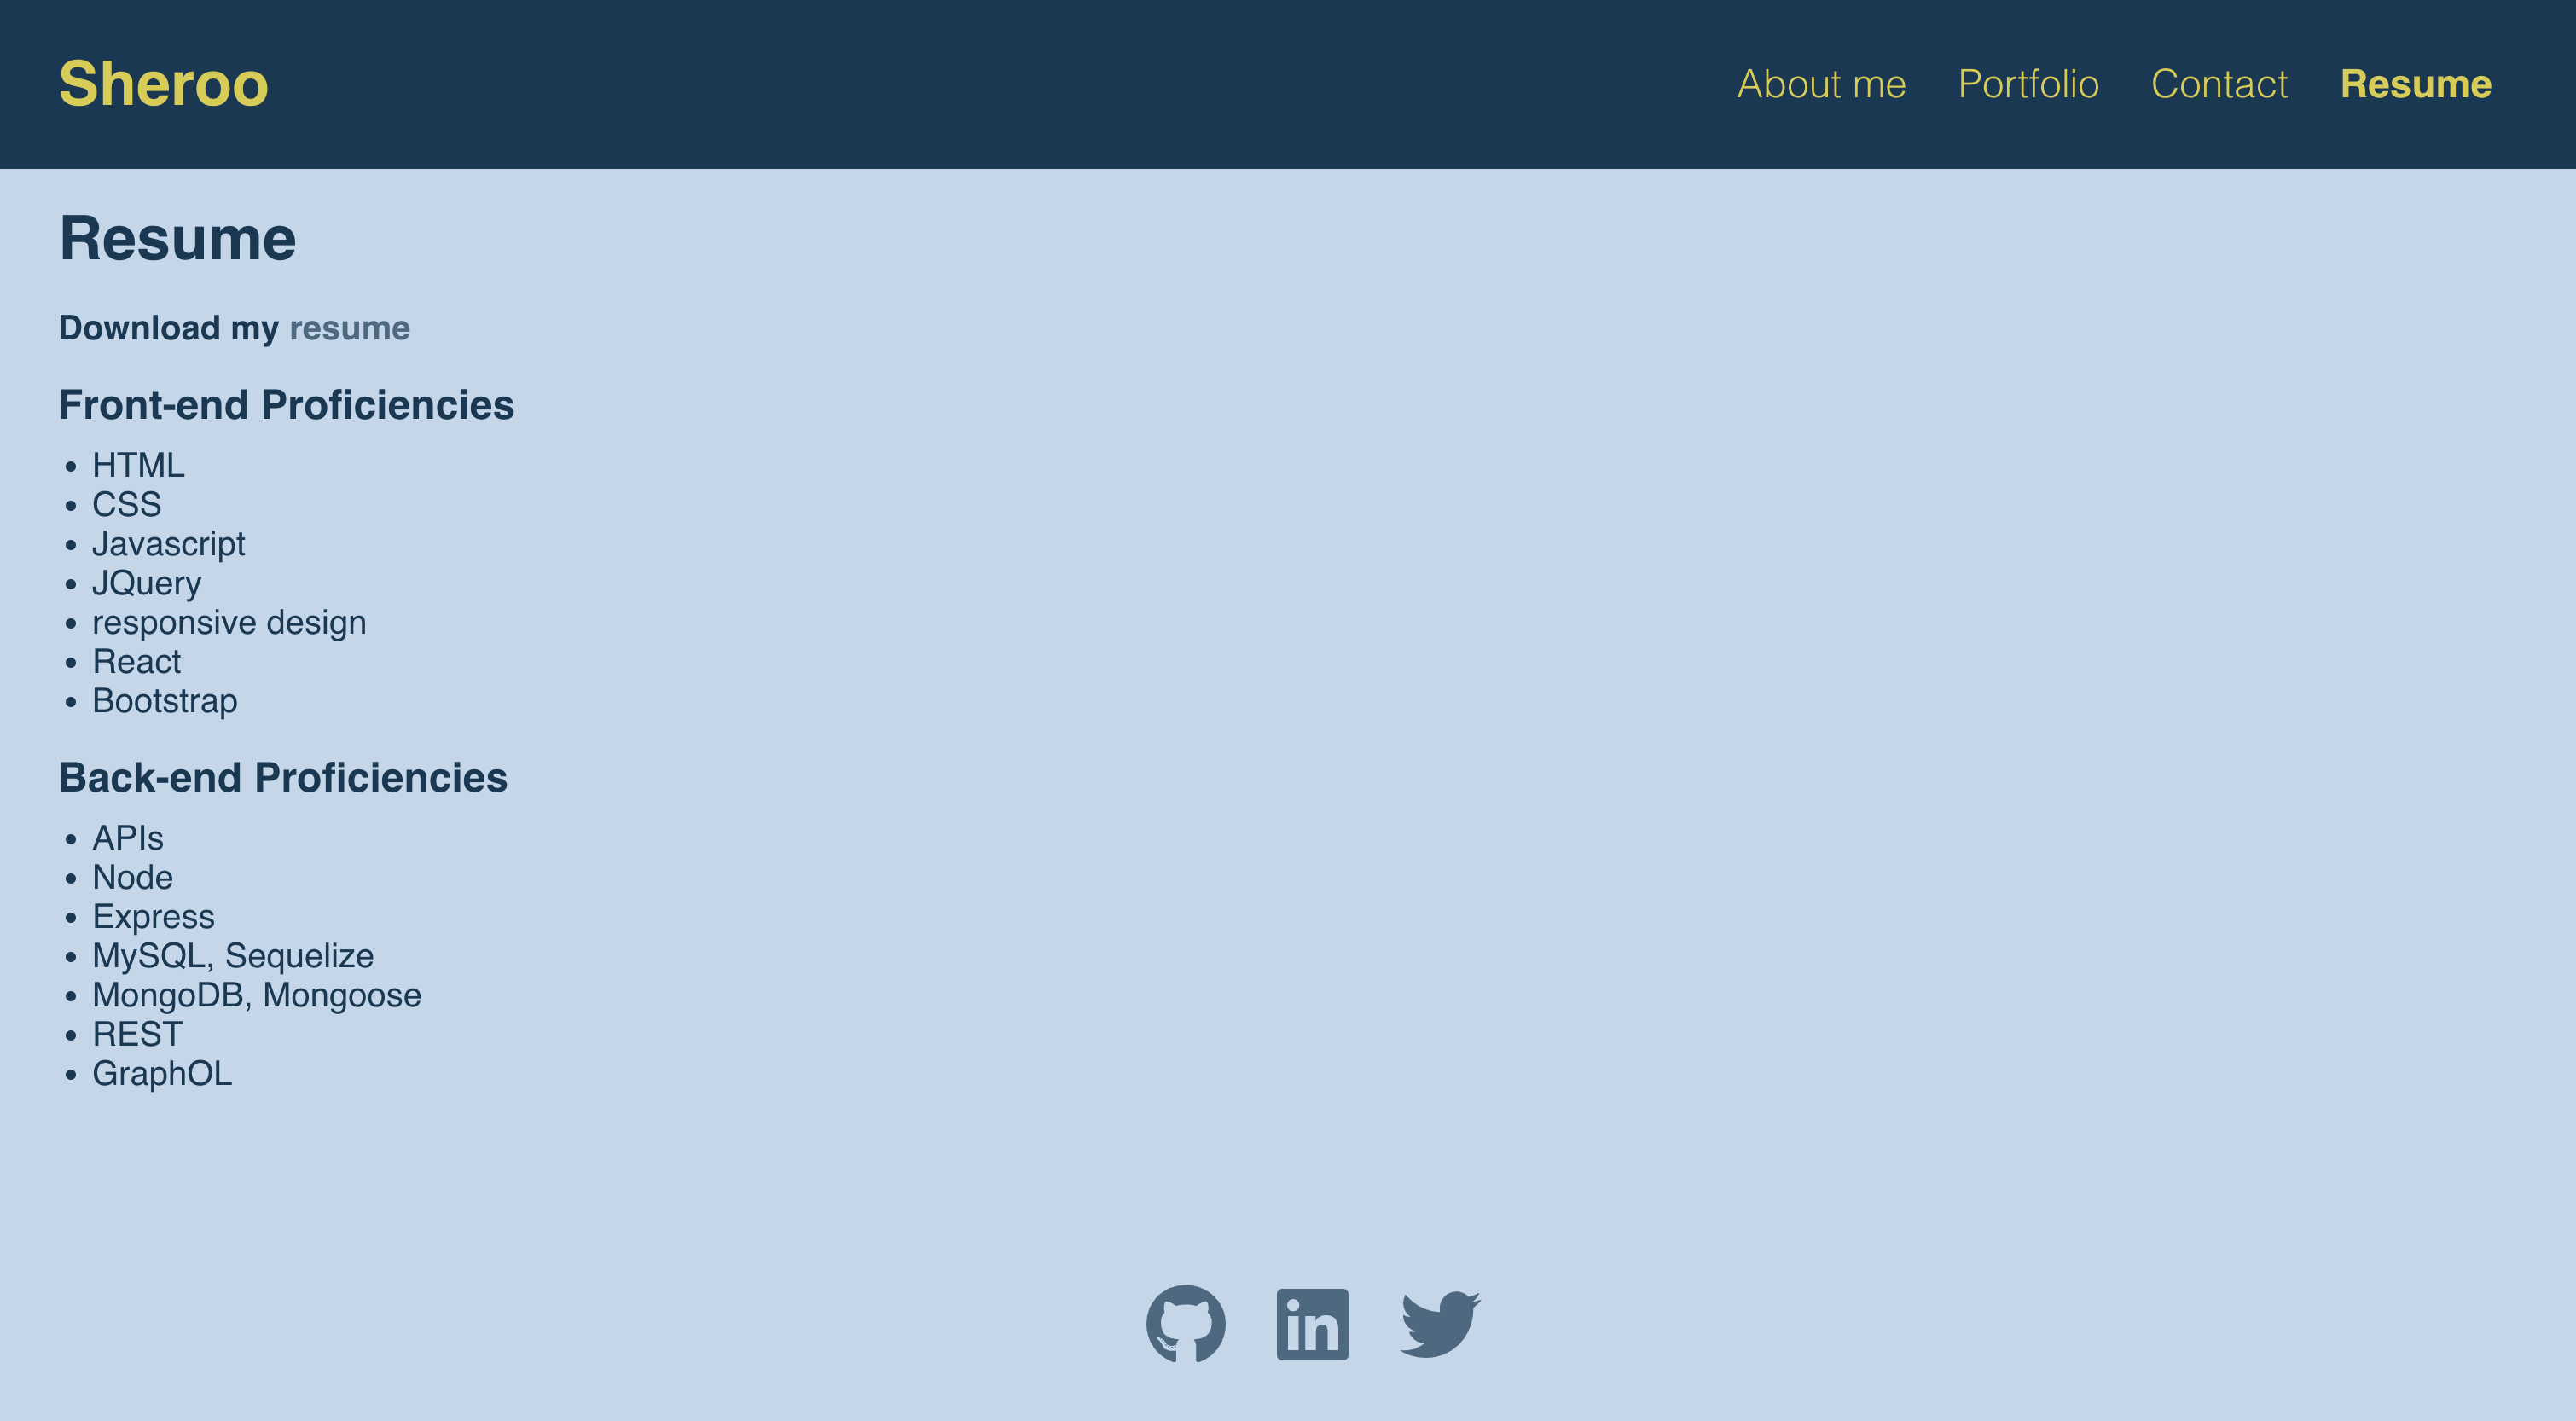 Sheroo
About me Portfolio Contact Resume
Resume
Download my resume
Front-end Proficiencies
HTML
CSS
Javascript
JQuery
responsive design
React
Bootstrap
Back-end Proficiencies
APIs
Node
Express
MySQL, Sequelize
MongoDB, Mongoose
REST
GraphOL
in